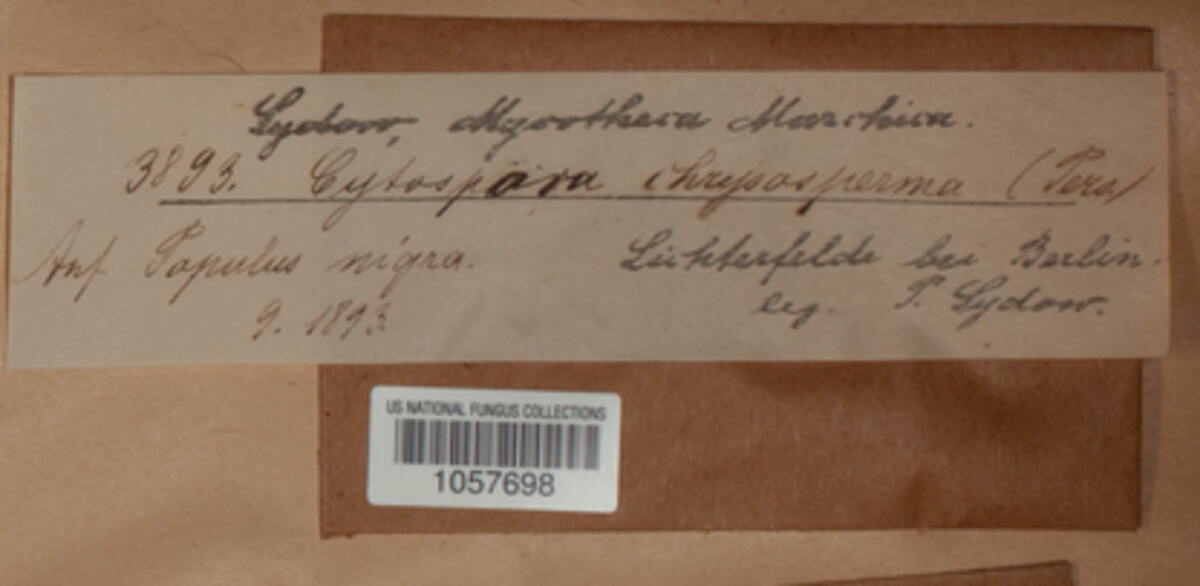 Sydow, Mycotheca Marchica.
3893. Cytospora chrysosperma (Pers)
Auf Populus nigra.
Lichterfelde bei Berlin.
9. 1893.
leg. P. Sydow.
US NATIONAL FUNGUS COLLECTIONS
1057698